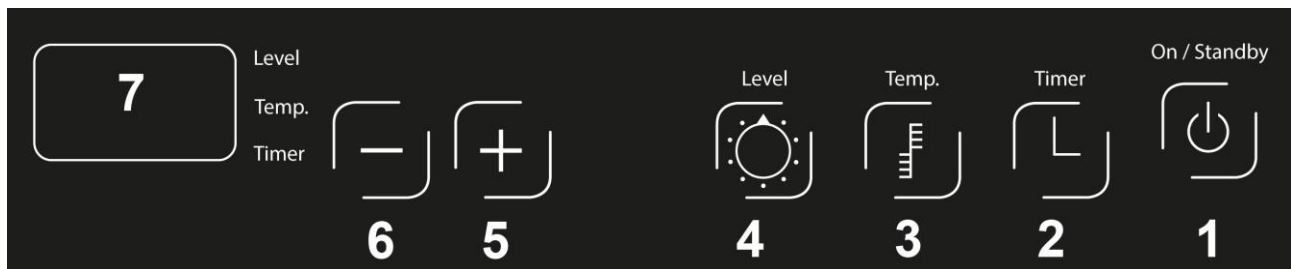 7
Level
Temp.
Timer
Level
Temp.
Timer
On / Standby
6 5 4 3 2 1